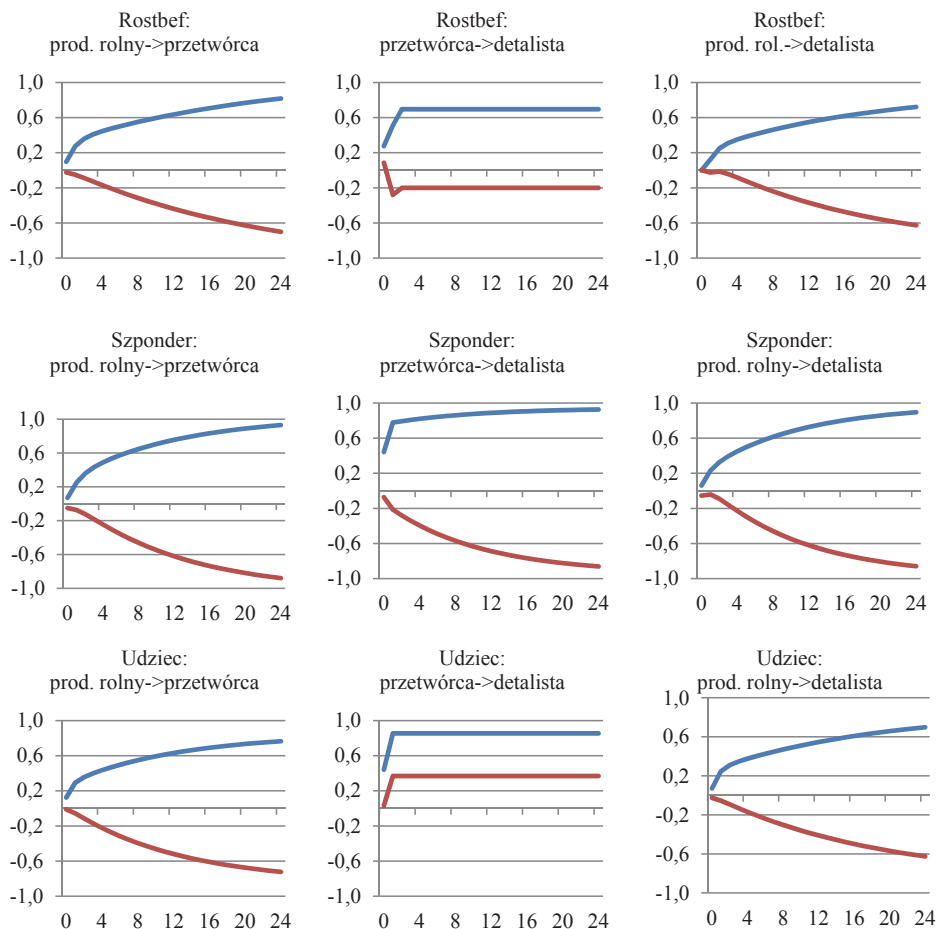 Rostbef:
prod. rolny->przetwórca
1,0
0,6
0,2
-0,2
-0,6
-1,0
0 4 8 12 16 20 24
Rostbef:
przetwórca->detalista
1,0
0,6
0,2
-0,2
-0,6
-1,0
0 4 8 12 16 20 24
Rostbef:
prod. rol.->detalista
1,0
0,6
0,2
-0,2
-0,6
-1,0
0 4 8 12 16 20 24
Szponder:
prod. rolny->przetwórca
1,0
0,6
0,2
-0,2
-0,6
-1,0
0 4 8 12 16 20 24
Szponder:
przetwórca->detalista
1,0
0,6
0,2
-0,2
-0,6
-1,0
0 4 8 12 16 20 24
Szponder:
prod. rolny->detalista
1,0
0,6
0,2
-0,2
-0,6
-1,0
0 4 8 12 16 20 24
Udziec:
prod. rolny->przetwórca
1,0
0,6
0,2
-0,2
-0,6
-1,0
0 4 8 12 16 20 24
Udziec:
przetwórca->detalista
1,0
0,6
0,2
-0,2
-0,6
-1,0
0 4 8 12 16 20 24
Udziec:
prod. rolny->detalista
1,0
0,6
0,2
-0,2
-0,6
-1,0
0 4 8 12 16 20 24